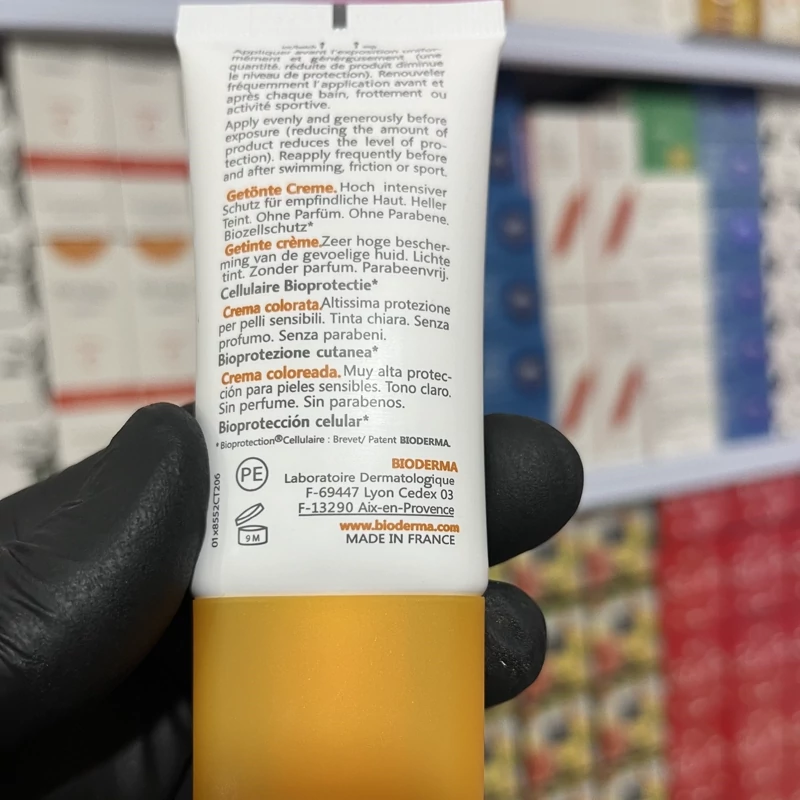 Appliquer avant l'exposition unifor-
mément et généreusement (une
quantité, réduite de produit diminue
le niveau de protection). Renouveler
fréquemment l'application avant et
après chaque bain, frottement ou
activité sportive.
Apply evenly and generously before
exposure (reducing the amount of
product reduces the level of pro-
tection). Reapply frequently before
and after swimming, friction or sport.
Getönte Creme. Hoch intensiver
Schutz für empfindliche Haut. Heller
Teint. Ohne Parfüm. Ohne Parabene.
Biozellschutz*
Getinte crème. Zeer hoge bescher-
ming van de gevoelige huid. Lichte
tint. Zonder parfum. Parabeenvrij.
Cellulaire Bioprotectie*
Crema colorata. Altissima protezione
per pelli sensibili. Tinta chiara. Senza
profumo. Senza parabeni.
Bioprotezione cutanea*
Crema coloreada. Muy alta protec-
ción para pieles sensibles. Tono claro.
Sin perfume. Sin parabenos.
Bioprotección celular*
*Bioprotection®Cellulaire : Brevet/ Patent BIODERMA.
PE
BIODERMA
Laboratoire Dermatologique
F-69447 Lyon Cedex 03
F-13290 Aix-en-Provence
www.bioderma.com
MADE IN FRANCE
9 M
01X8552CT206